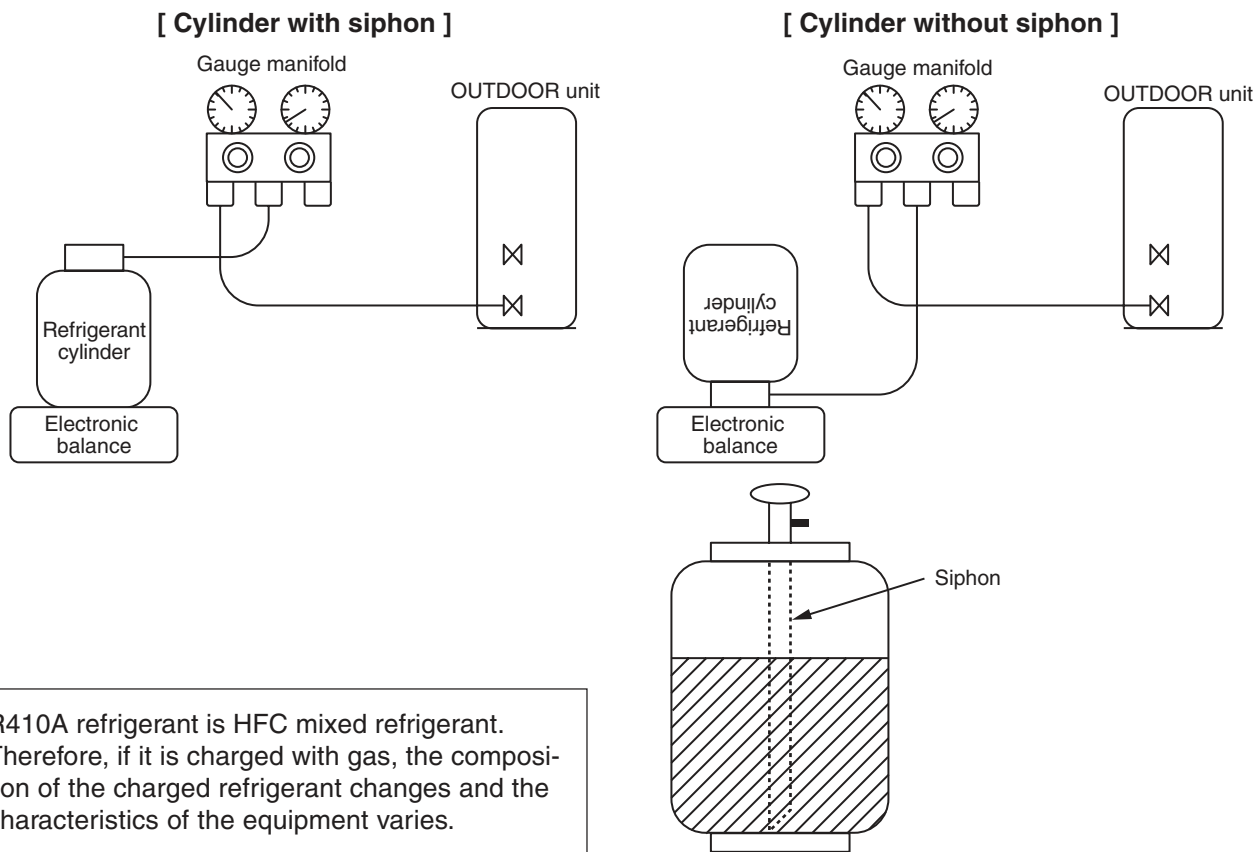 [ Cylinder with siphon ]
Gauge manifold
OUTDOOR unit
Refrigerant
cylinder
Electronic
balance
[ Cylinder without siphon ]
Gauge manifold
OUTDOOR unit
Refrigerant
cylinder
Electronic
balance
Siphon
R410A refrigerant is HFC mixed refrigerant.
Therefore, if it is charged with gas, the composi-
tion of the charged refrigerant changes and the
characteristics of the equipment varies.